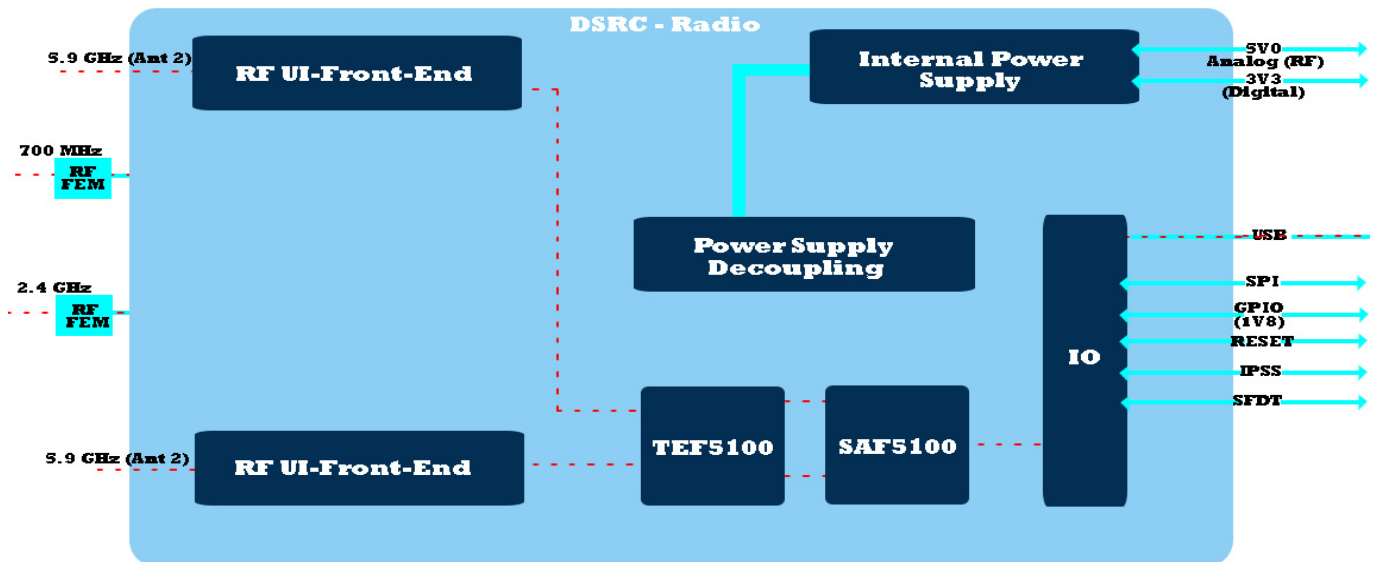 DSRC - Radio
5.9 GHz (Ant 2)
RF UI-Front-End
Internal Power
Supply
5V0
Analog (RF)
3V3
(Digital)
700 MHz
RF
FEM
Power Supply
Decoupling
USB
2.4 GHz
RF
FEM
SPI
GPIO
(1V8)
RESET
IO
IPSS
SFDT
5.9 GHz (Ant 2)
RF UI-Front-End
TEF5100
SAF5100